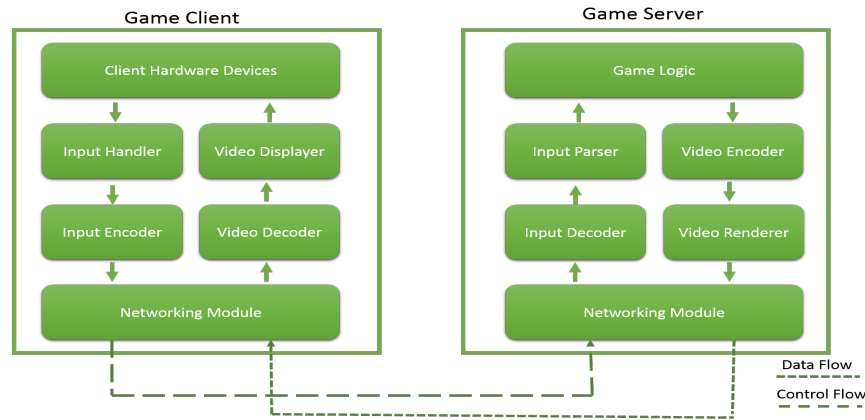 Game Client
Client Hardware Devices
Input Handler
Video Displayer
Input Encoder
Video Decoder
Networking Module
Game Server
Game Logic
Input Parser
Video Encoder
Input Decoder
Video Renderer
Networking Module
Data Flow
Control Flow